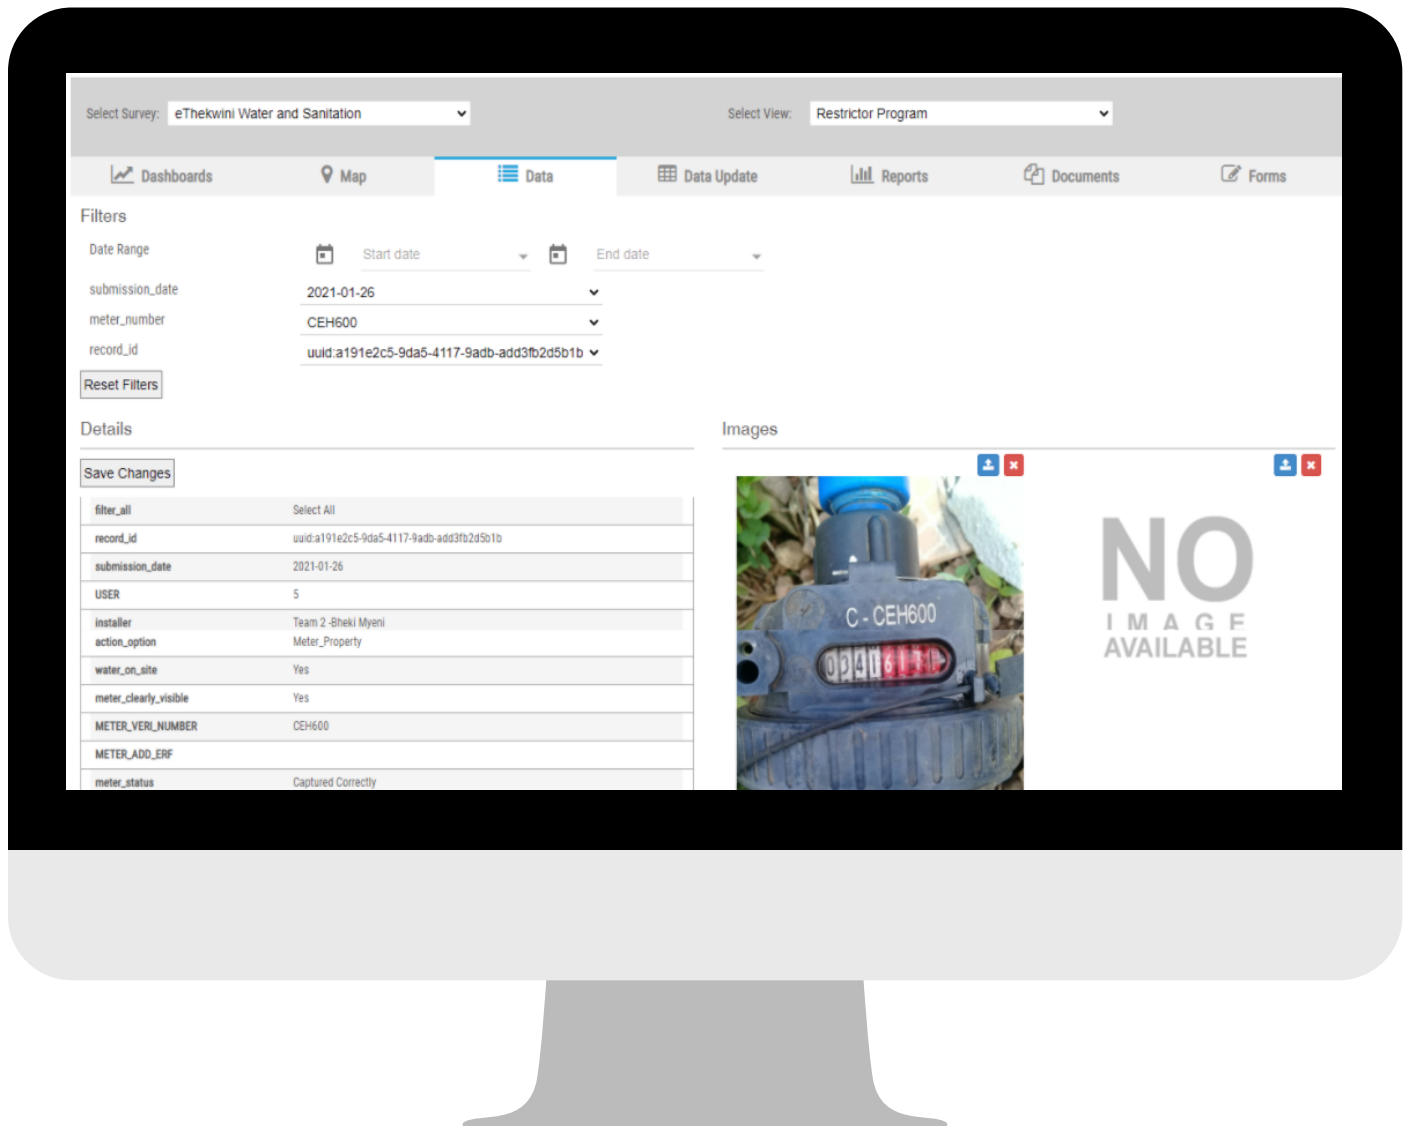 Select Survey: eThekwini Water and Sanitation Select View: Restrictor Program
Dashboards Map Data Data Update Reports Documents Forms
Filters
Date Range Start date End date
submission_date 2021-01-26
meter_number CEH600
record_id uuid:a191e2c5-9da5-4117-9adb-add3fb2d5b1b
Reset Filters
Details
Save Changes
filter_all Select All
record_id uuid:a191e2c5-9da5-4117-9adb-add3fb2d5b1b
submission_date 2021-01-26
USER 5
installer Team 2 -Bheki Myeni
action_option Meter_Property
water_on_site Yes
meter_clearly_visible Yes
METER_VERI_NUMBER CEH600
METER_ADD_ERF
meter_status Captured Correctly
Images
C - CEH600
03416
NO
IMAGE
AVAILABLE